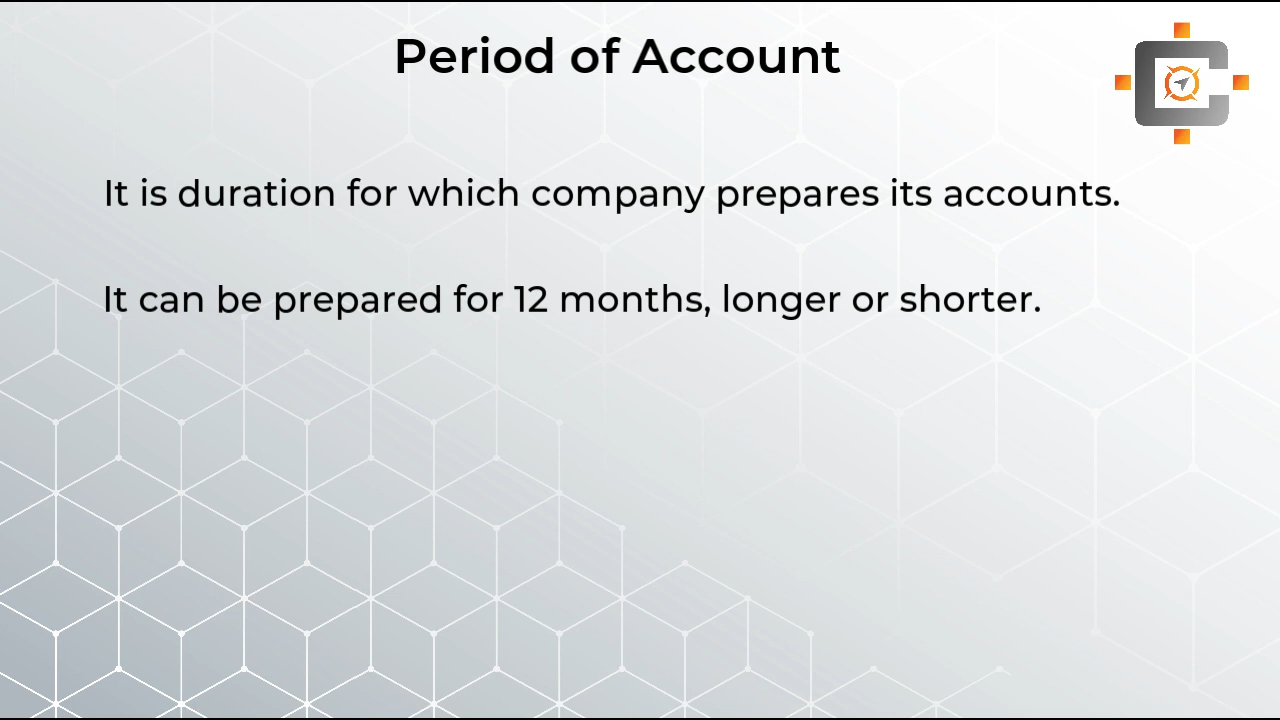 Period of Account
It is duration for which company prepares its accounts.
It can be prepared for 12 months, longer or shorter.